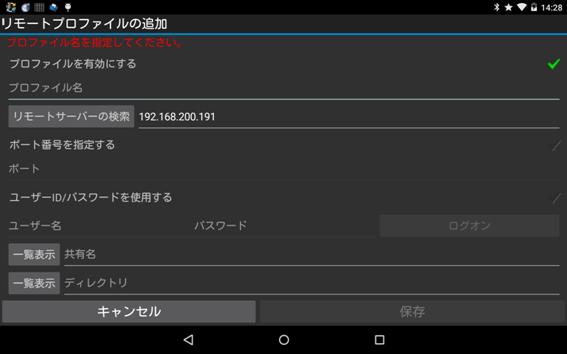 14:28
リモートプロファイルの追加
プロファイル名を指定してください。
プロファイルを有効にする
プロファイル名
リモートサーバーの検索 192.168.200.191
ポート番号を指定する
ポート
ユーザーID/パスワードを使用する
ユーザー名 パスワード ログオン
一覧表示 共有名
一覧表示 ディレクトリ
キャンセル 保存